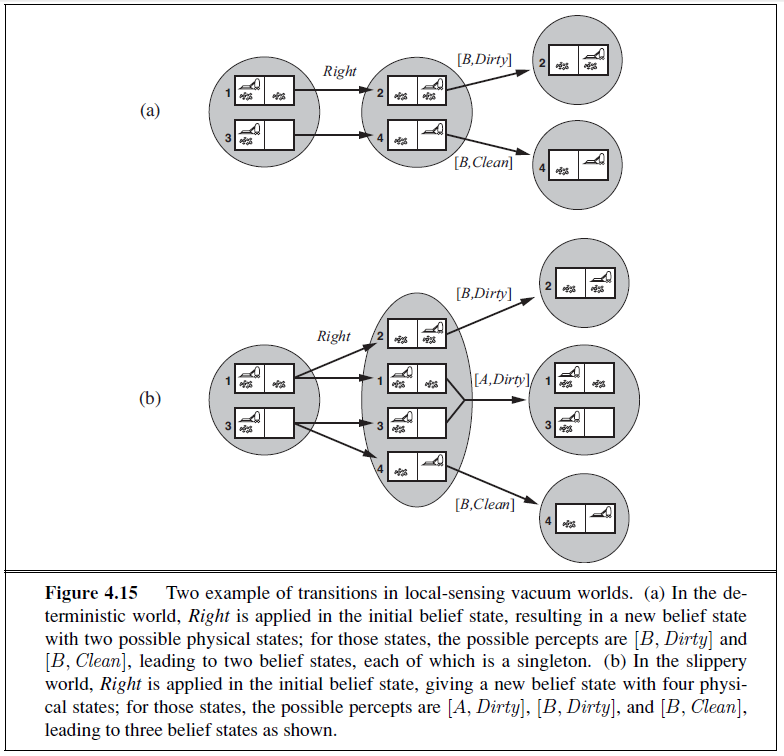 (a)
Right
[B,Dirty]
1
2
2
3
4
[B,Clean]
4
(b)
Right
[B,Dirty]
2
2
1
1
[A,Dirty]
1
3
3
3
4
[B,Clean]
4
Figure 4.15 Two example of transitions in local-sensing vacuum worlds. (a) In the de-
terministic world, Right is applied in the initial belief state, resulting in a new belief state
with two possible physical states; for those states, the possible percepts are [B, Dirty] and
[B, Clean], leading to two belief states, each of which is a singleton. (b) In the slippery
world, Right is applied in the initial belief state, giving a new belief state with four physi-
cal states; for those states, the possible percepts are [A, Dirty], [B, Dirty], and [B, Clean],
leading to three belief states as shown.